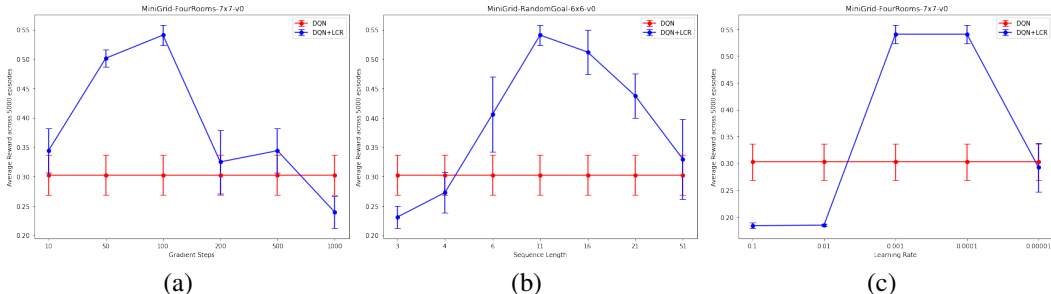 MiniGrid-FourRooms-7x7-v0
DQN
DQN+LCR
Average Reward across 5000 episodes
0.55
0.50
0.45
0.40
0.35
0.30
0.25
0.20
10 50 100 200 500 1000
Gradient Steps
(a)
MiniGrid-RandomGoal-6x6-v0
DQN
DQN+LCR
Average Reward across 5000 episodes
0.55
0.50
0.45
0.40
0.35
0.30
0.25
0.20
3 4 6 11 16 21 51
Sequence Length
(b)
MiniGrid-FourRooms-7x7-v0
DQN
DQN+LCR
Average Reward across 5000 episodes
0.55
0.50
0.45
0.40
0.35
0.30
0.25
0.20
0.1 0.01 0.001 0.0001 0.00001
Learning Rate
(c)